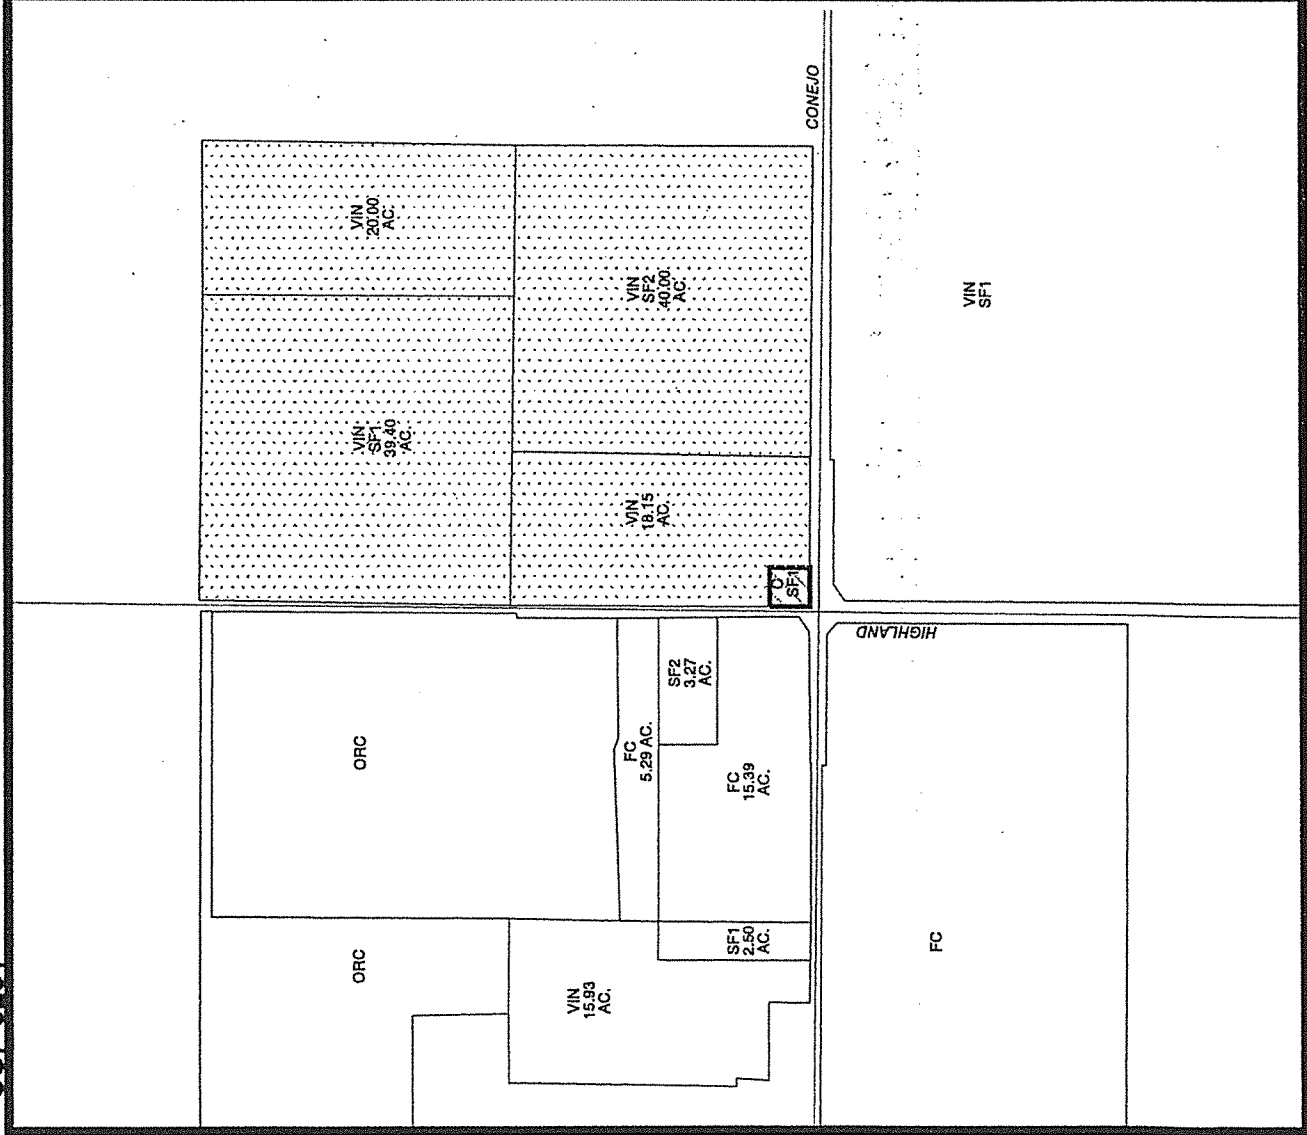 CONEJO
VIN
20.00
AC.
VIN
SF1
39.40
AC.
VIN
SF2
40.00
AC.
VIN
18.15
AC.
O
SF1
VIN
SF1
HIGHLAND
ORC
FC
5.29 AC.
SF2
3.27
AC.
FC
15.39
AC.
SF1
2.50
AC.
ORC
VIN
15.93
AC.
FC